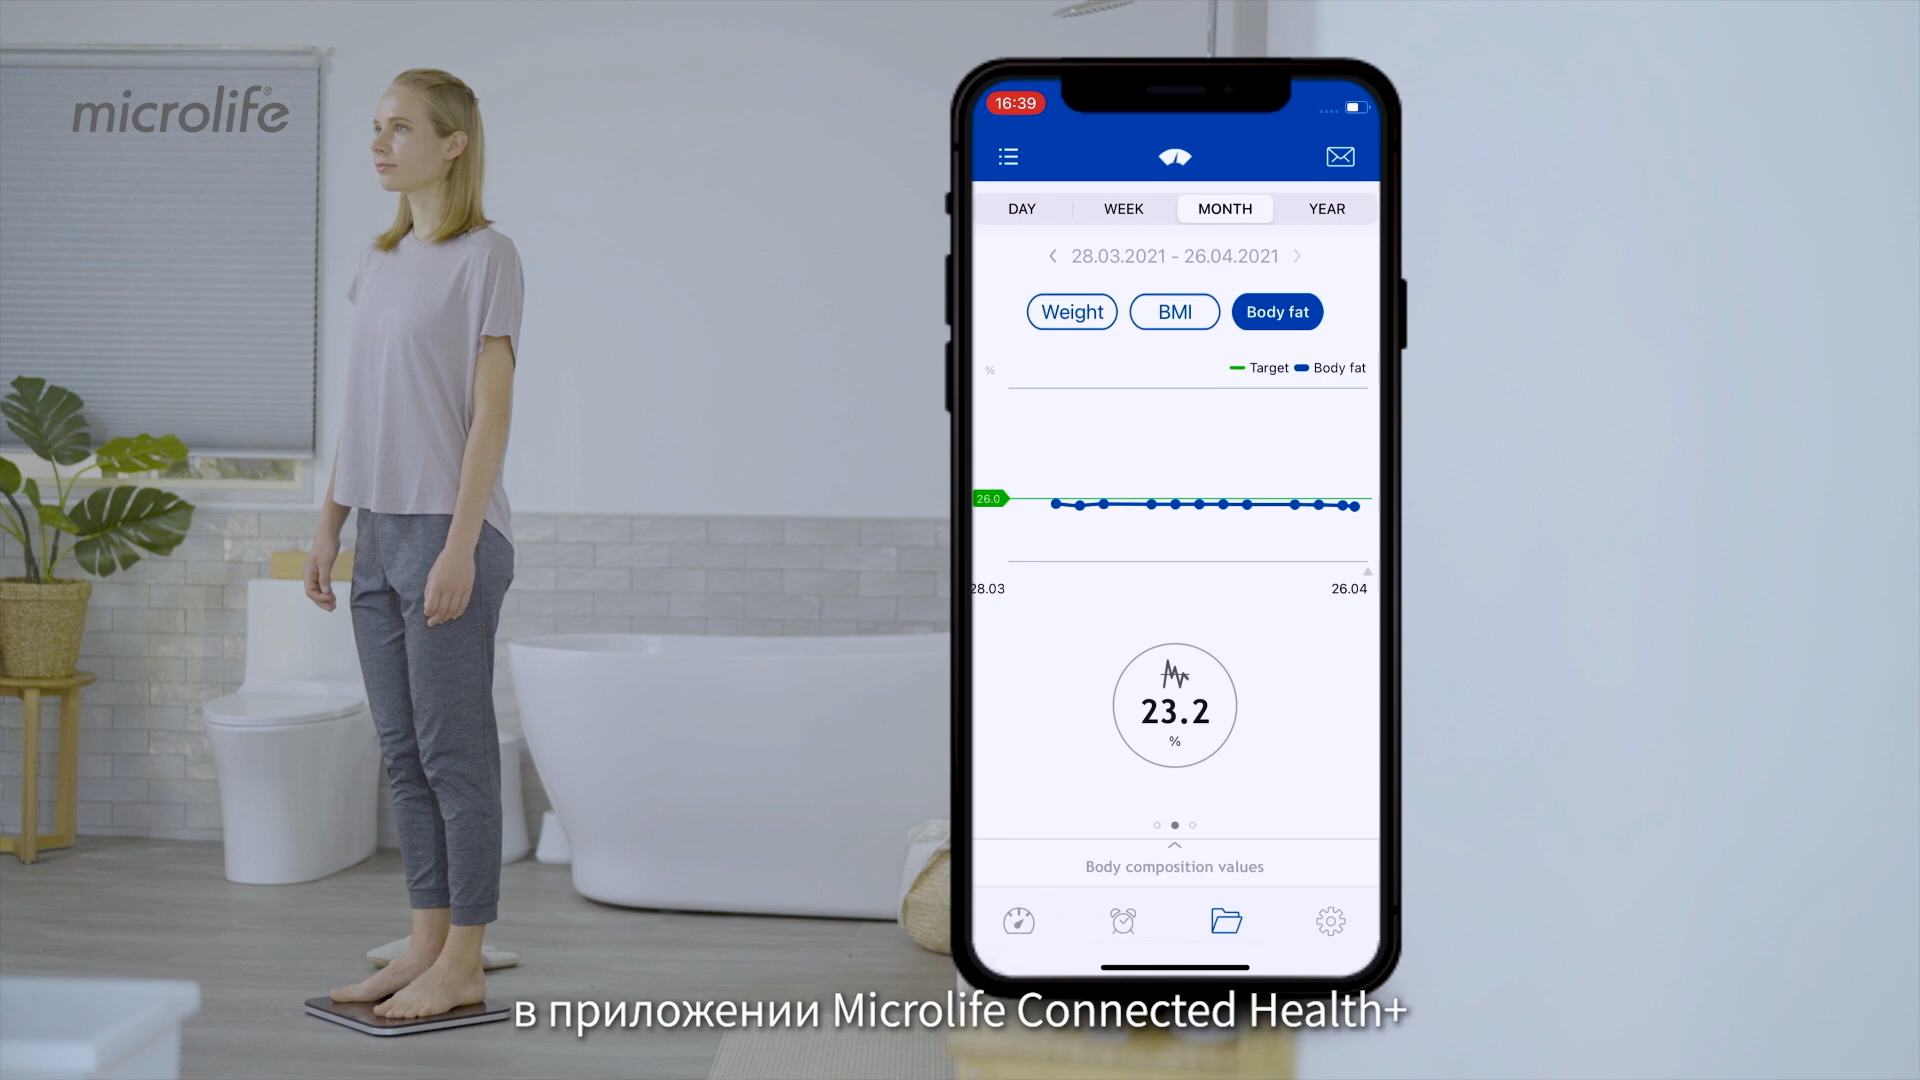 microlife®
16:39
DAY WEEK MONTH YEAR
28.03.2021 - 26.04.2021
Weight BMI Body fat
% Target Body fat
26.0
28.03 26.04
23.2
%
Body composition values
в приложении Microlife Connected Health+